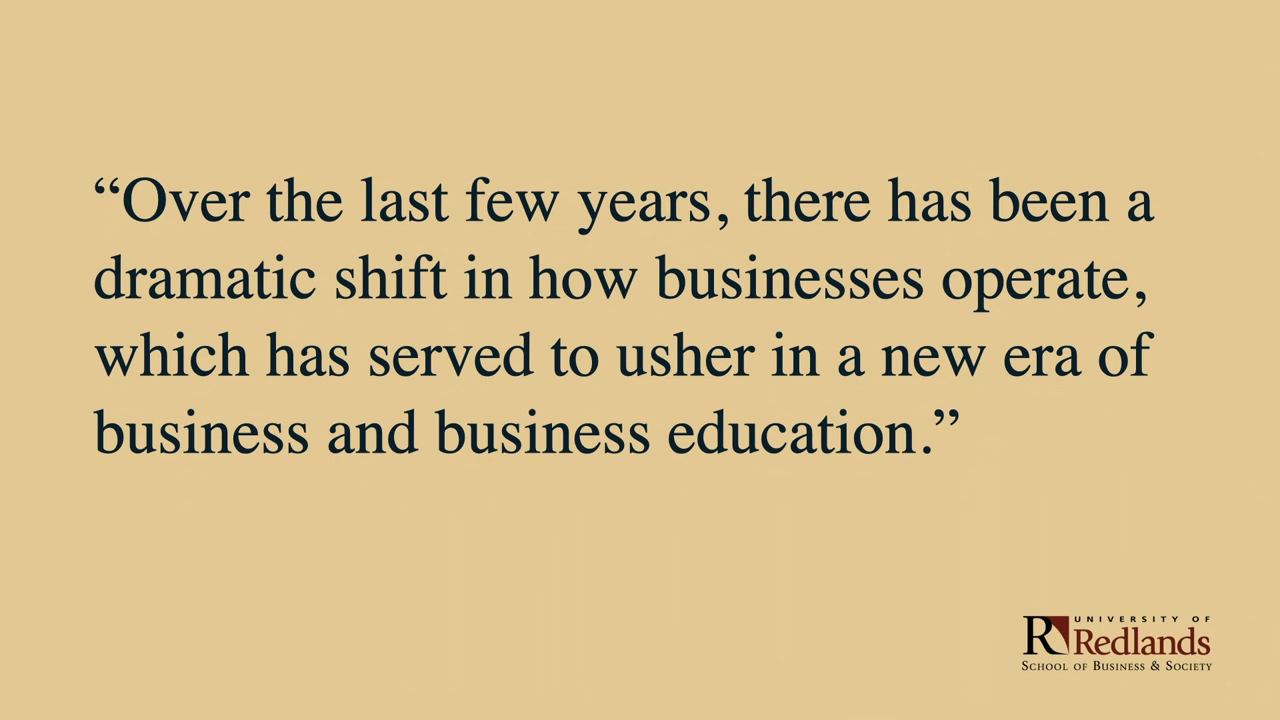 “Over the last few years, there has been a
dramatic shift in how businesses operate,
which has served to usher in a new era of
business and business education.”
R UNIVERSITY OF
Redlands
SCHOOL OF BUSINESS & SOCIETY